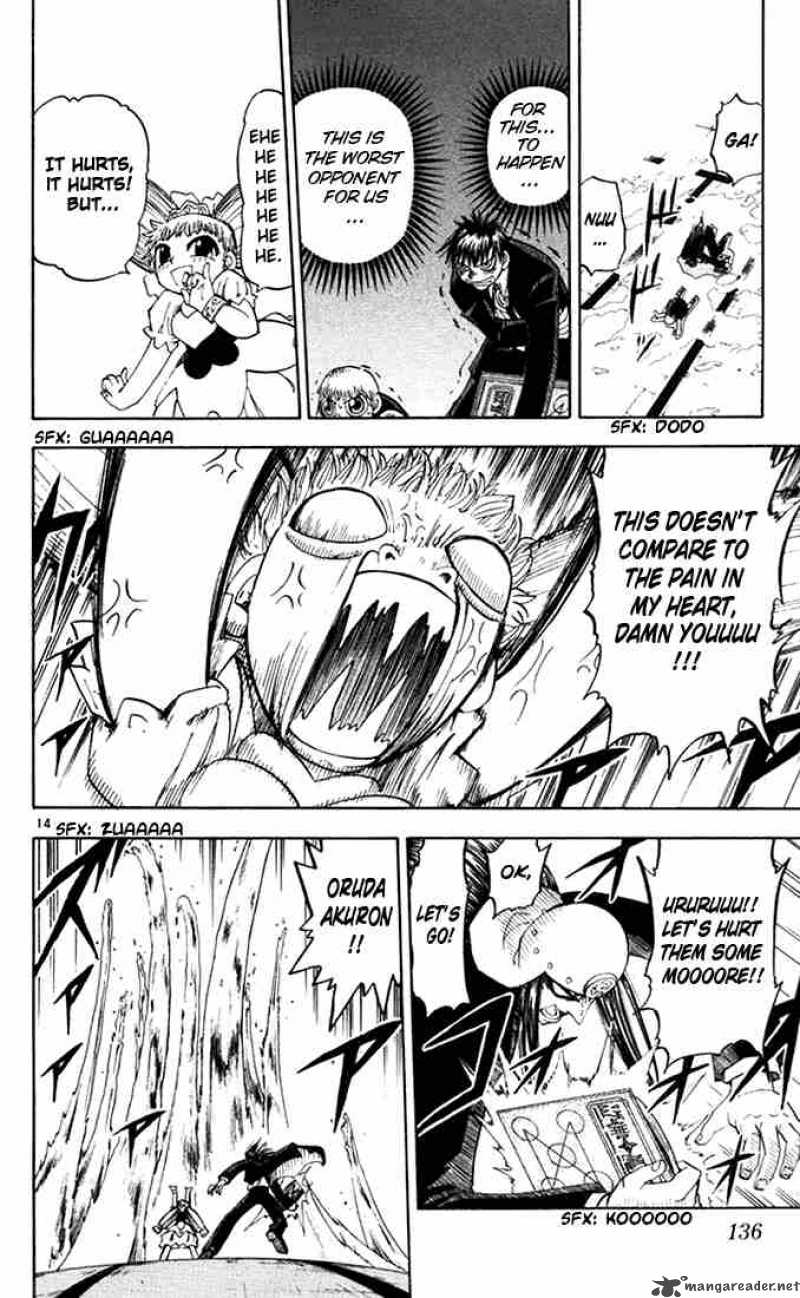 GA!
NUU
...
SFX: DODO
FOR
THIS...
TO
HAPPEN
...
THIS IS
THE WORST
OPPONENT
FOR US
...
EHE
HE
HE
HE
HE
HE
HE.
IT HURTS,
IT HURTS!
BUT...
SFX: GUAAAAAA
THIS DOESN'T
COMPARE TO
THE PAIN IN
MY HEART,
DAMN YOUUUU
!!!
14
SFX: ZUAAAAA
URURUUU!!
LET'S HURT
THEM SOME
MOOOORE!!
OK,
LET'S
GO!
SFX: KOOOOOO
ORUDA
AKURON
!!
136
mangareader.net